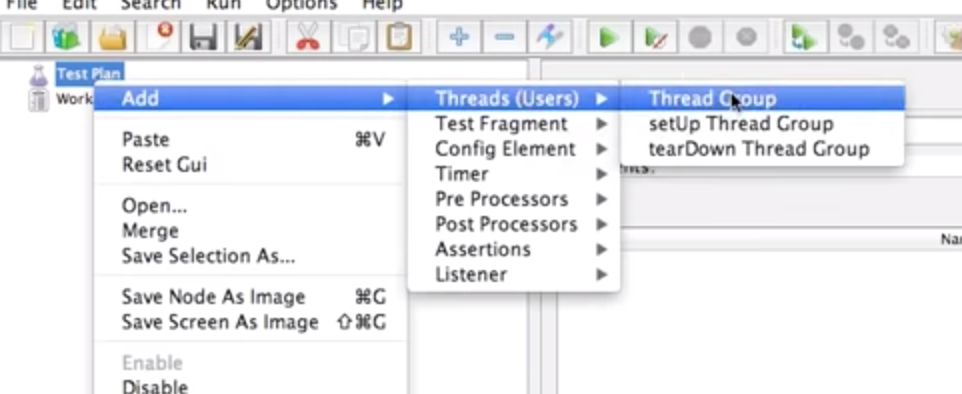 File Edit Search Run Options Help
Test Plan
Work
Add
Paste ⌘V
Reset Gui
Open...
Merge
Save Selection As...
Save Node As Image ⌘G
Save Screen As Image ⇧⌘G
Enable
Disable
Threads (Users)
Test Fragment
Config Element
Timer
Pre Processors
Post Processors
Assertions
Listener
Thread Group
setUp Thread Group
tearDown Thread Group